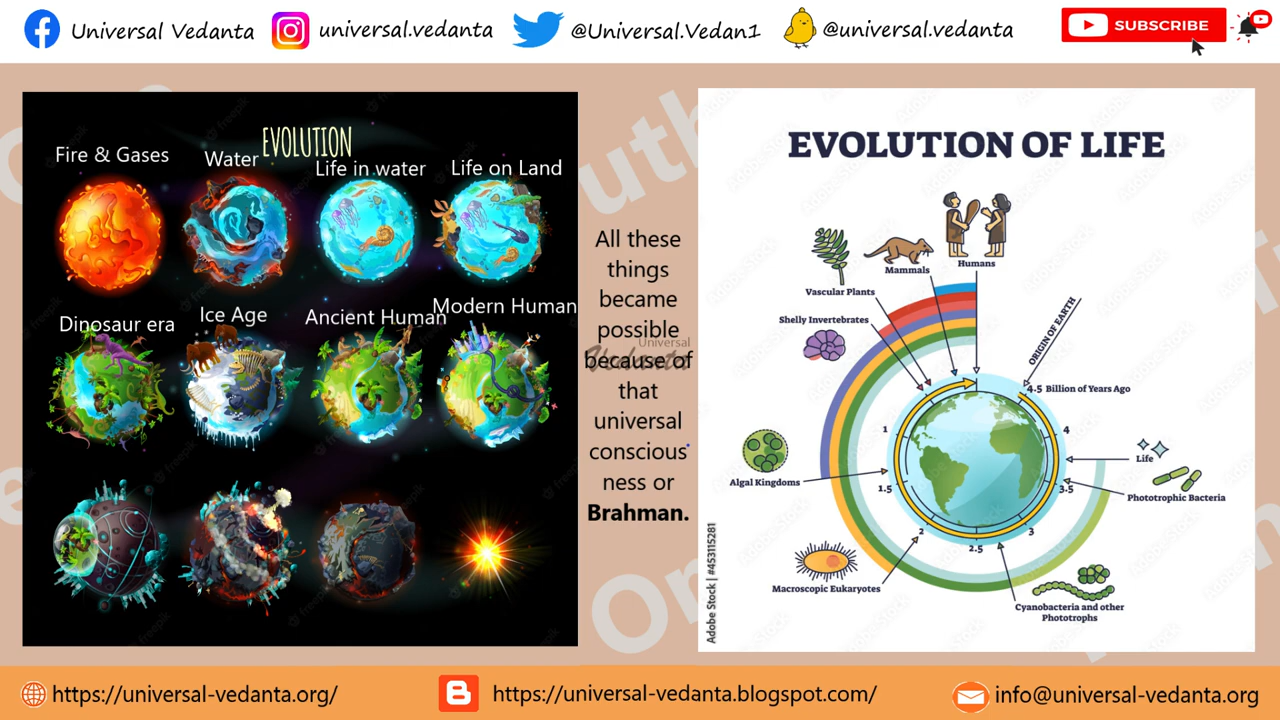 Universal Vedanta
universal.vedanta
@Universal.Vedan1
@universal.vedanta
SUBSCRIBE
EVOLUTION
Fire & Gases
Water
Life in water
Life on Land
Dinosaur era
Ice Age
Ancient Human
Modern Human
All these
things
became
possible
because of
that
universal
conscious
ness or
Brahman.
Universal
Vedanta
EVOLUTION OF LIFE
Humans
Mammals
Vascular Plants
Shelly Invertebrates
ORIGIN OF EARTH
4.5 Billion of Years Ago
1
4
Life
Algal Kingdoms
1.5
3.5
Phototrophic Bacteria
2
3
2.5
Macroscopic Eukaryotes
Cyanobacteria and other
Phototrophs
Adobe Stock | #453115281
https://universal-vedanta.org/
https://universal-vedanta.blogspot.com/
info@universal-vedanta.org